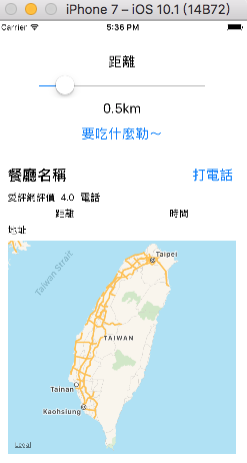 iPhone 7 – iOS 10.1 (14B72)
Carrier 5:36 PM
距離
0.5km
要吃什麼勒～
餐廳名稱 打電話
愛評網評價 4.0 電話
距離 時間
地址
Taipei
Taiwan Strait
TAIWAN
Tainan
Kaohsiung
Legal